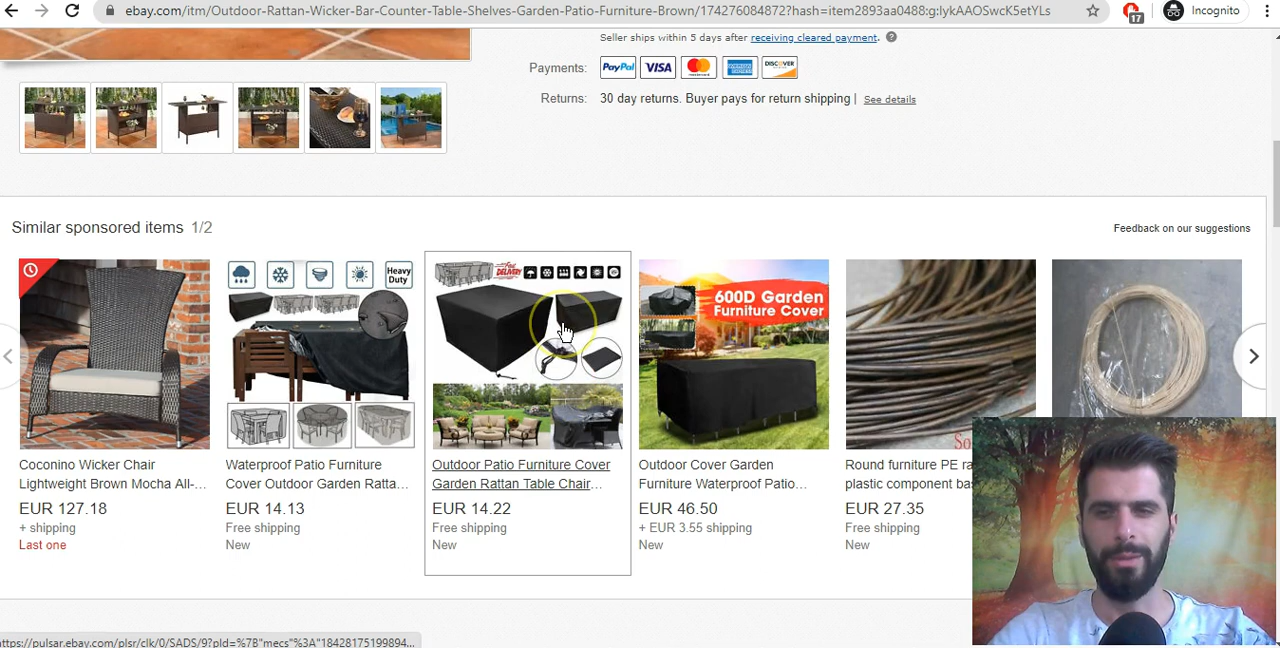 ebay.com/itm/Outdoor-Rattan-Wicker-Bar-Counter-Table-Shelves-Garden-Patio-Furniture-Brown/174276084872?hash=item2893aa0488:g:lykAAOSwcK5etYLs
17
Incognito
Seller ships within 5 days after receiving cleared payment. ?
Payments: PayPal VISA mastercard AMERICAN EXPRESS DISCOVER
Returns: 30 day returns. Buyer pays for return shipping | See details
Similar sponsored items 1/2
Feedback on our suggestions
Heavy
Duty
DELIVERY
600D Garden
Furniture Cover
So
Coconino Wicker Chair
Lightweight Brown Mocha All-...
EUR 127.18
+ shipping
Last one
Waterproof Patio Furniture
Cover Outdoor Garden Ratta...
EUR 14.13
Free shipping
New
Outdoor Patio Furniture Cover
Garden Rattan Table Chair...
EUR 14.22
Free shipping
New
Outdoor Cover Garden
Furniture Waterproof Patio...
EUR 46.50
+ EUR 3.55 shipping
New
Round furniture PE ra
plastic component ba
EUR 27.35
Free shipping
New
https://pulsar.ebay.com/plsr/clk/0/SADS/9?pld=%7B"mecs"%3A"18428175199894...